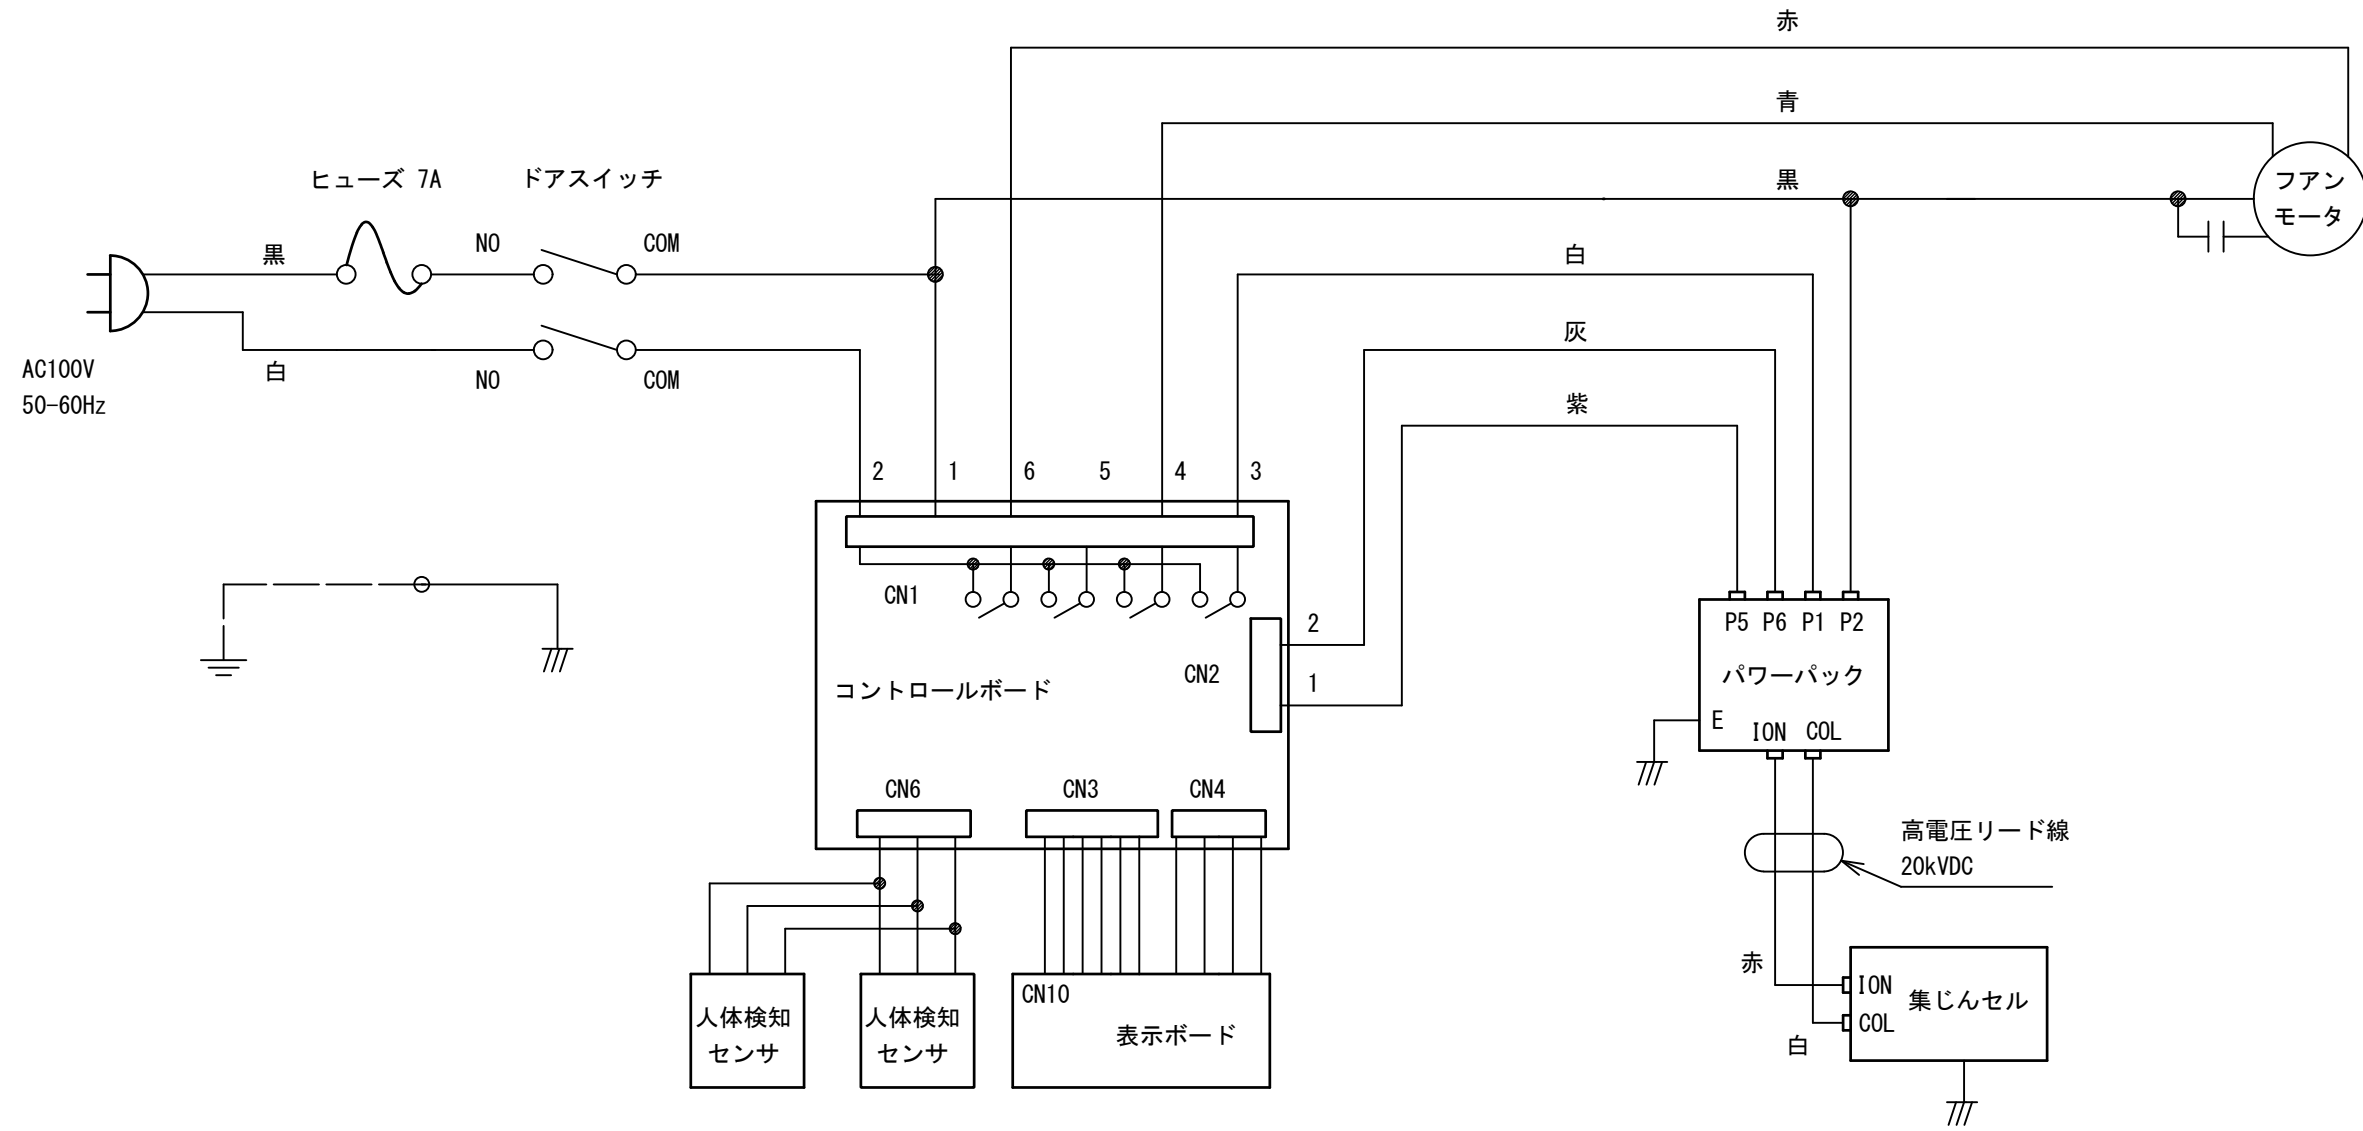 赤
青
黒
白
灰
紫
ヒューズ 7A
ドアスイッチ
黒
NO
COM
白
NO
COM
AC100V
50-60Hz
フアン
モータ
2
1
6
5
4
3
CN1
2
CN2
1
コントロールボード
CN6
CN3
CN4
P5
P6
P1
P2
パワーパック
E
ION
COL
高電圧リード線
20kVDC
赤
白
ION
COL
集じんセル
人体検知
センサ
人体検知
センサ
CN10
表示ボード